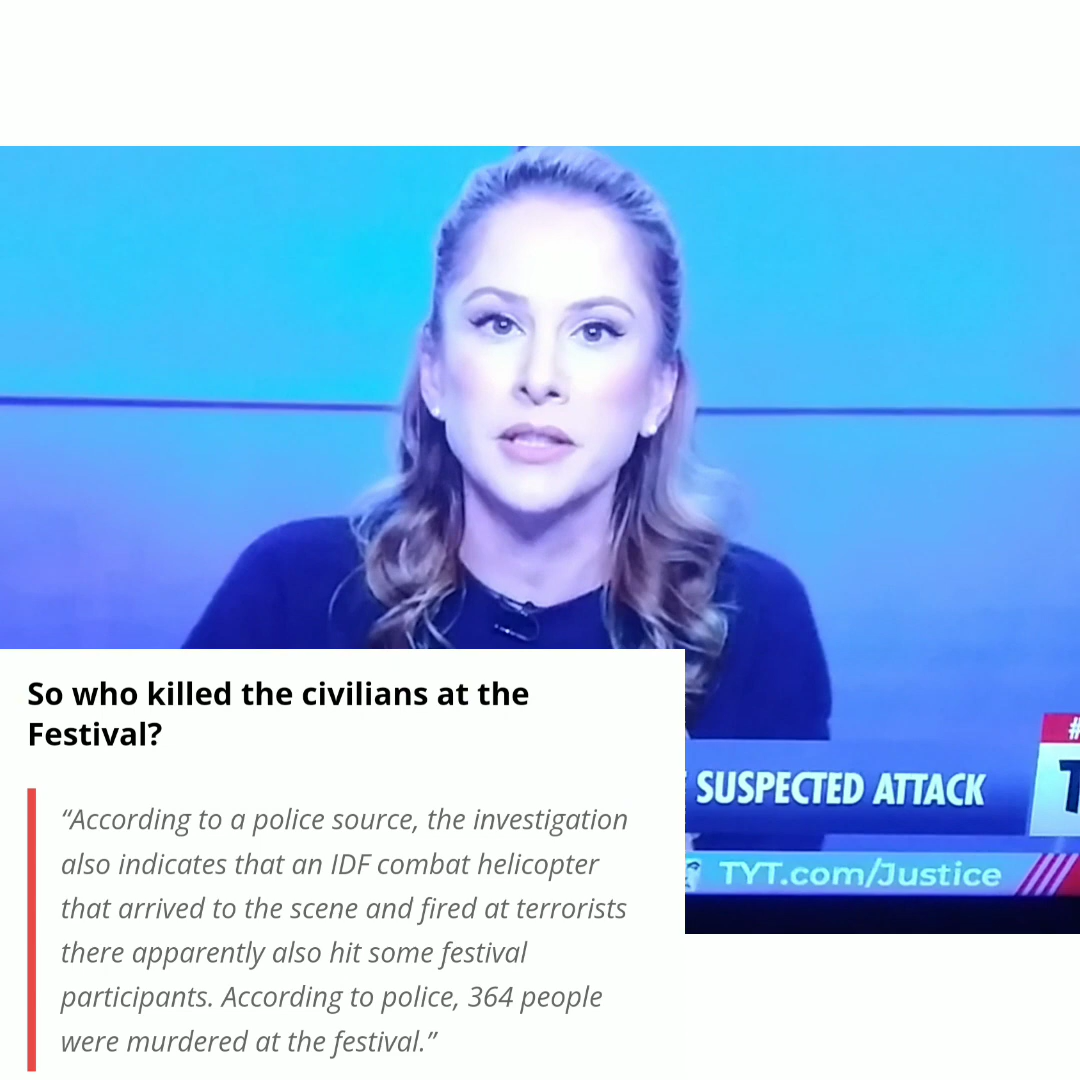 So who killed the civilians at the
Festival?
“According to a police source, the investigation
also indicates that an IDF combat helicopter
that arrived to the scene and fired at terrorists
there apparently also hit some festival
participants. According to police, 364 people
were murdered at the festival.”
SUSPECTED ATTACK
#
T
TYT.com/Justice